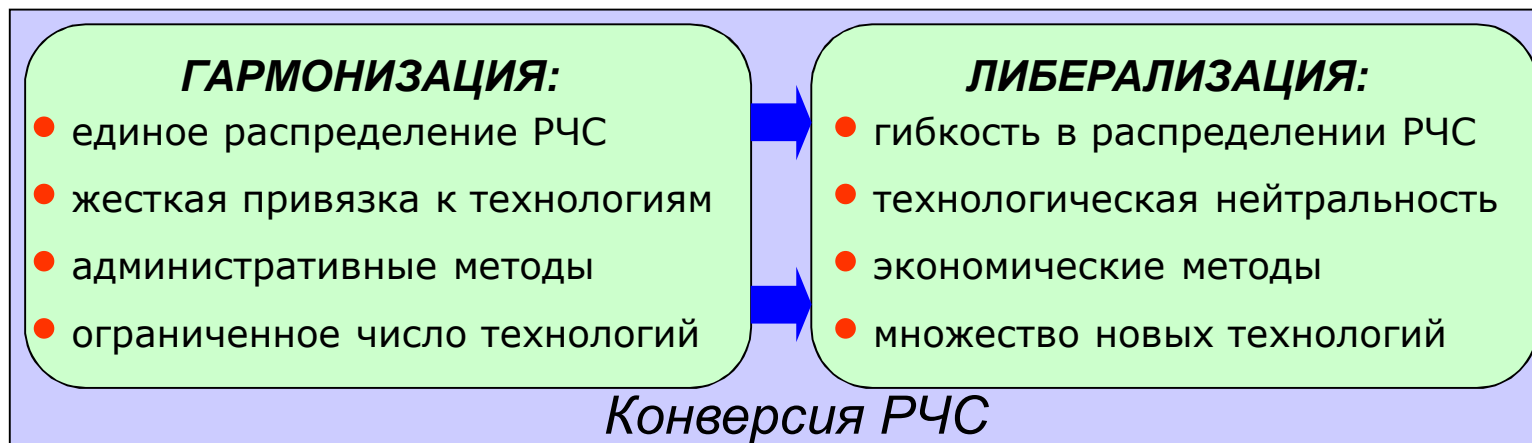 ГАРМОНИЗАЦИЯ:
● единое распределение РЧС
● жесткая привязка к технологиям
● административные методы
● ограниченное число технологий
ЛИБЕРАЛИЗАЦИЯ:
● гибкость в распределении РЧС
● технологическая нейтральность
● экономические методы
● множество новых технологий
Конверсия РЧС